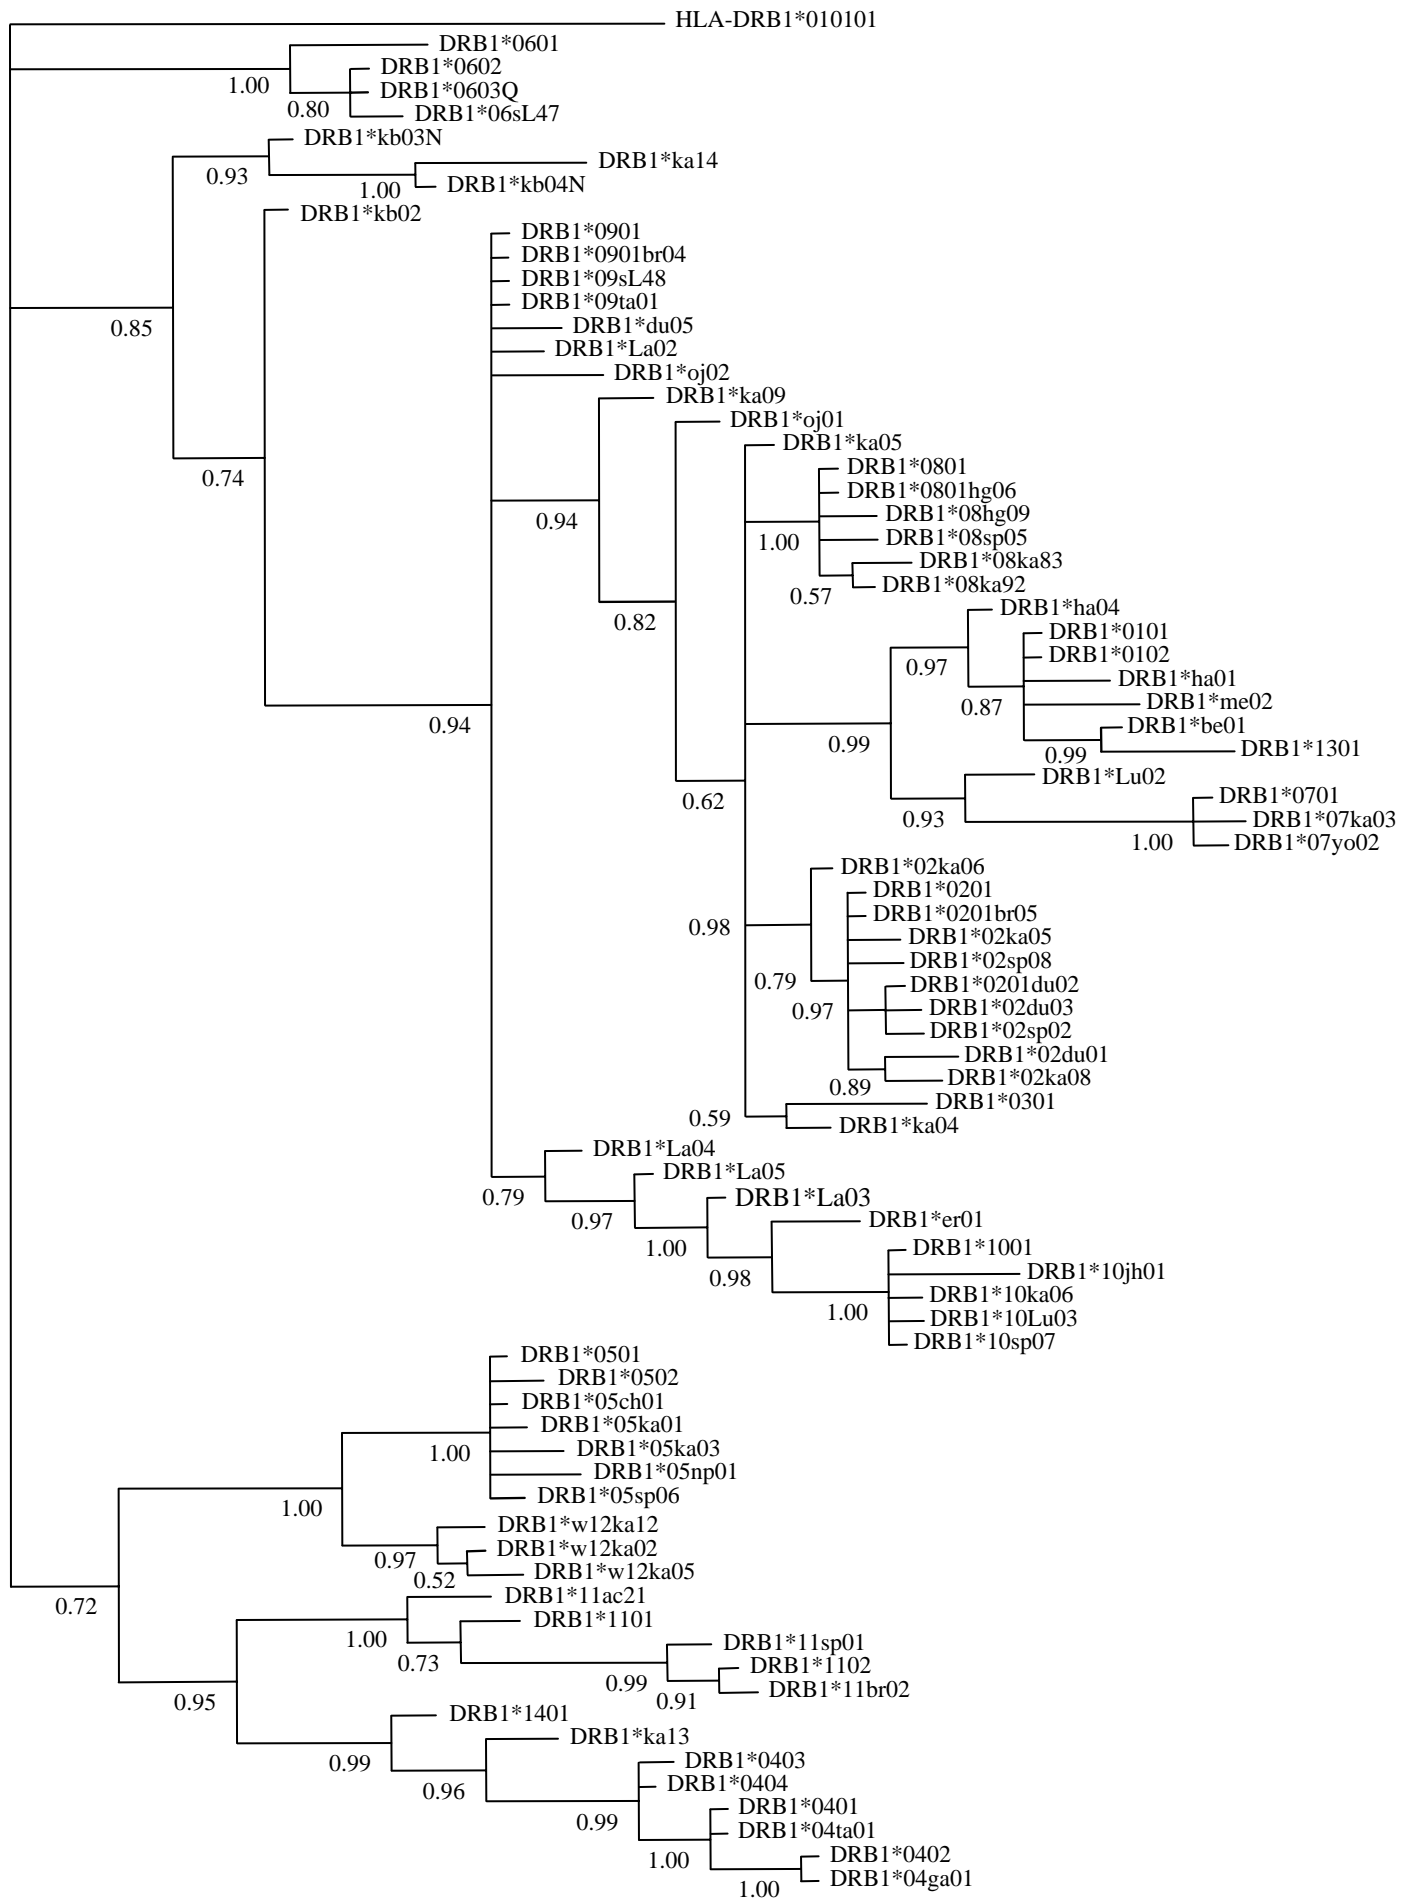 HLA-DRB1*010101
DRB1*0601
DRB1*0602
1.00
DRB1*0603Q
0.80
DRB1*06sL47
DRB1*kb03N
DRB1*ka14
0.93
DRB1*kb04N
1.00
DRB1*kb02
DRB1*0901
DRB1*0901br04
DRB1*09sL48
DRB1*09ta01
DRB1*du05
0.85
DRB1*La02
DRB1*oj02
DRB1*ka09
DRB1*oj01
DRB1*ka05
DRB1*0801
0.74
DRB1*0801hg06
DRB1*08hg09
0.94
DRB1*08sp05
1.00
DRB1*08ka83
DRB1*08ka92
0.57
DRB1*ha04
0.82
DRB1*0101
DRB1*0102
0.97
DRB1*ha01
DRB1*me02
0.87
DRB1*be01
0.94
DRB1*1301
0.99
0.99
DRB1*Lu02
DRB1*0701
0.62
DRB1*07ka03
0.93
DRB1*07yo02
1.00
DRB1*02ka06
DRB1*0201
DRB1*0201br05
0.98
DRB1*02ka05
DRB1*02sp08
0.79
DRB1*0201du02
DRB1*02du03
0.97
DRB1*02sp02
DRB1*02du01
DRB1*02ka08
0.89
DRB1*0301
0.59
DRB1*ka04
DRB1*La04
DRB1*La05
0.79
DRB1*La03
0.97
DRB1*er01
1.00
DRB1*1001
DRB1*10jh01
0.98
DRB1*10ka06
1.00
DRB1*10Lu03
DRB1*10sp07
DRB1*0501
DRB1*0502
DRB1*05ch01
DRB1*05ka01
1.00
DRB1*05ka03
DRB1*05np01
DRB1*05sp06
1.00
DRB1*w12ka12
DRB1*w12ka02
0.97
DRB1*w12ka05
0.52
DRB1*11ac21
0.72
DRB1*1101
1.00
DRB1*11sp01
0.73
DRB1*1102
0.99
DRB1*11br02
0.91
0.95
DRB1*1401
DRB1*ka13
0.99
DRB1*0403
DRB1*0404
0.96
DRB1*0401
0.99
DRB1*04ta01
DRB1*0402
1.00
DRB1*04ga01
1.00